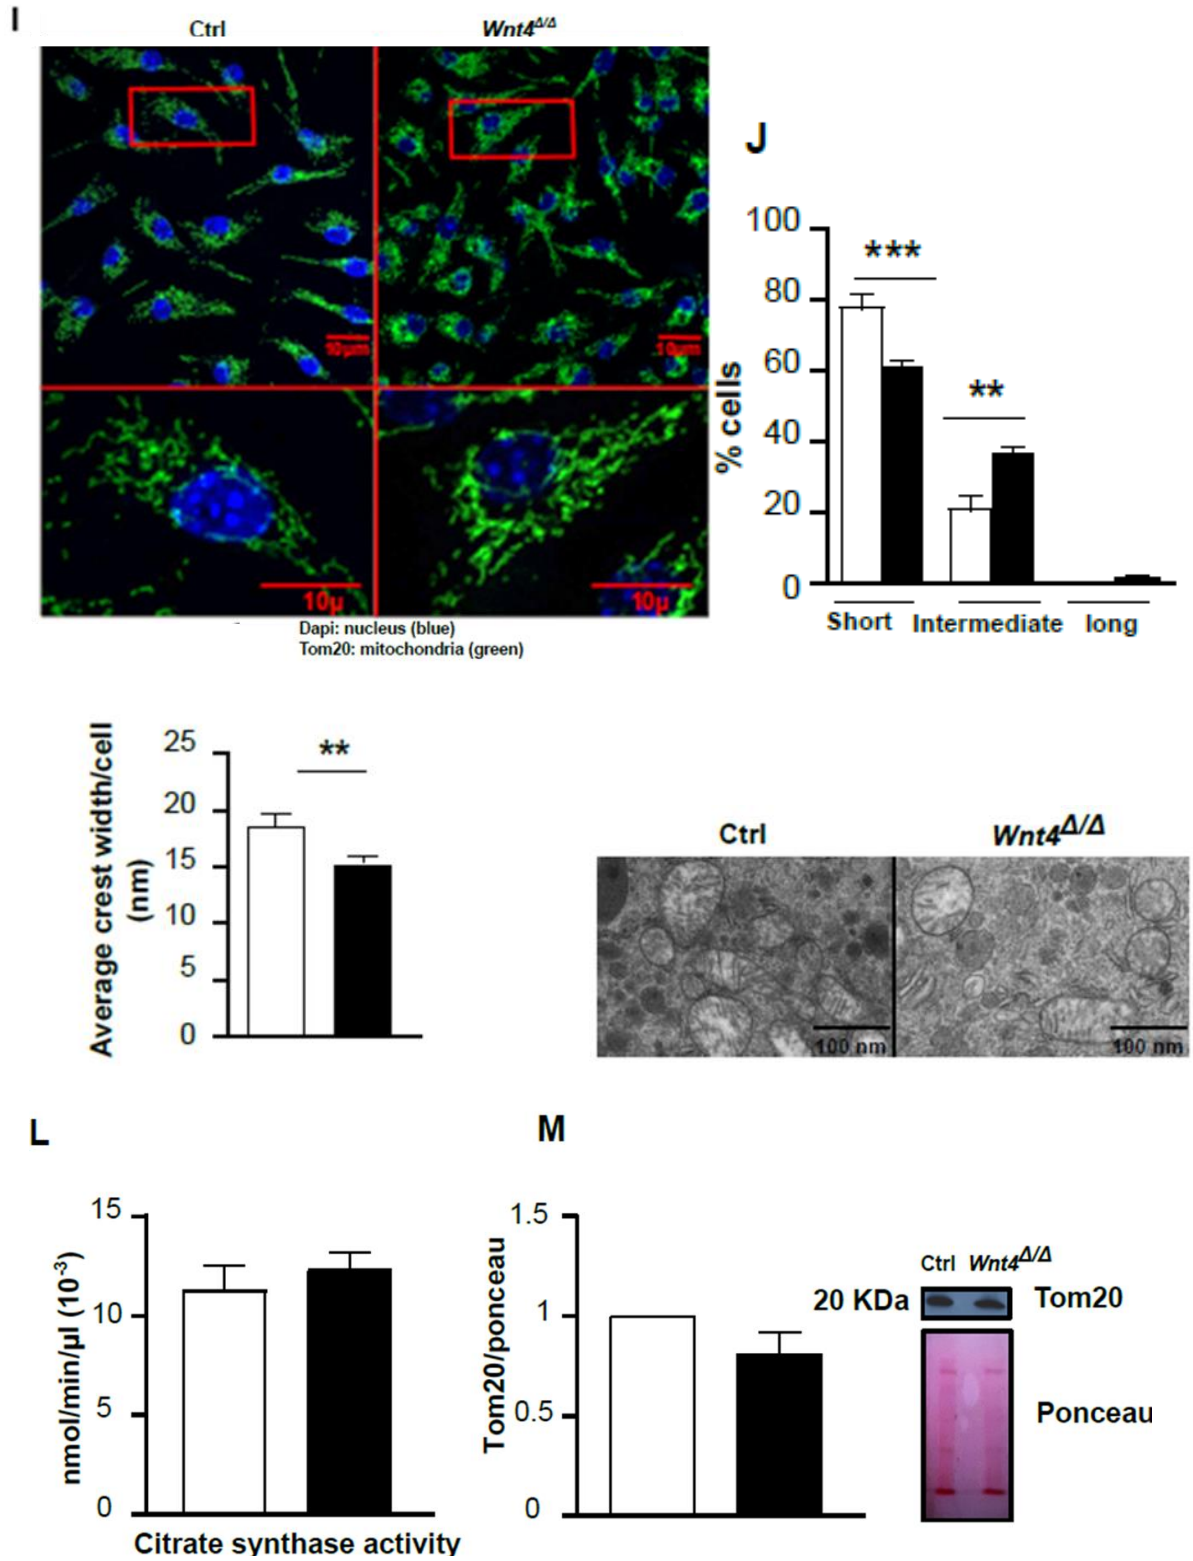 I
Ctrl
Wnt4Δ/Δ
10µm
10µm
10µ
10µ
Dapi: nucleus (blue)
Tom20: mitochondria (green)
J
% cells
100
80
60
40
20
0
***
**
Short Intermediate long
Average crest width/cell
(nm)
25
20
15
10
5
0
**
Ctrl
Wnt4Δ/Δ
100 nm
100 nm
L
nmol/min/µl (10-3)
15
10
5
0
Citrate synthase activity
M
Tom20/ponceau
1.5
1
0.5
0
Ctrl Wnt4Δ/Δ
20 KDa
Tom20
Ponceau